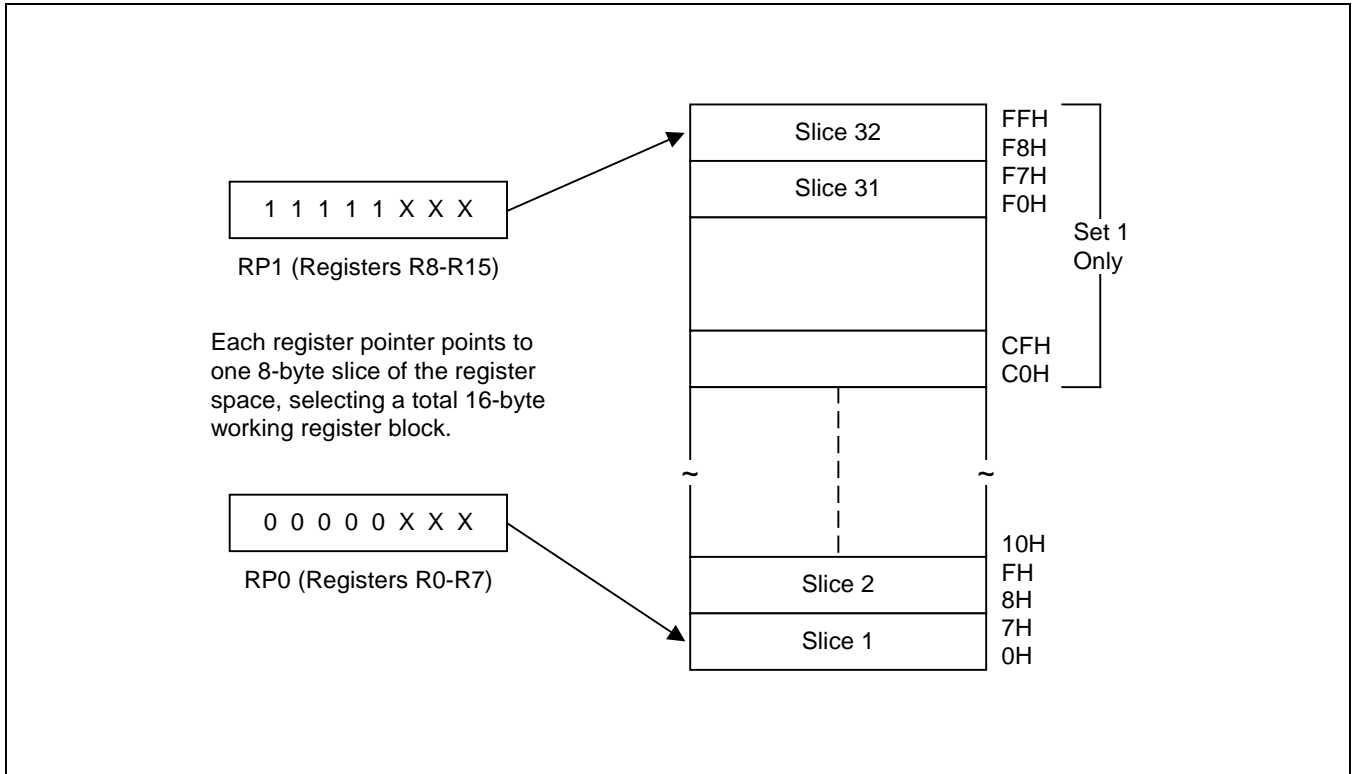 1 1 1 1 1 X X X
RP1 (Registers R8-R15)
Each register pointer points to
one 8-byte slice of the register
space, selecting a total 16-byte
working register block.
0 0 0 0 0 X X X
RP0 (Registers R0-R7)
Slice 32
Slice 31
~
~
Slice 2
Slice 1
FFH
F8H
F7H
F0H
Set 1
Only
CFH
C0H
10H
FH
8H
7H
0H